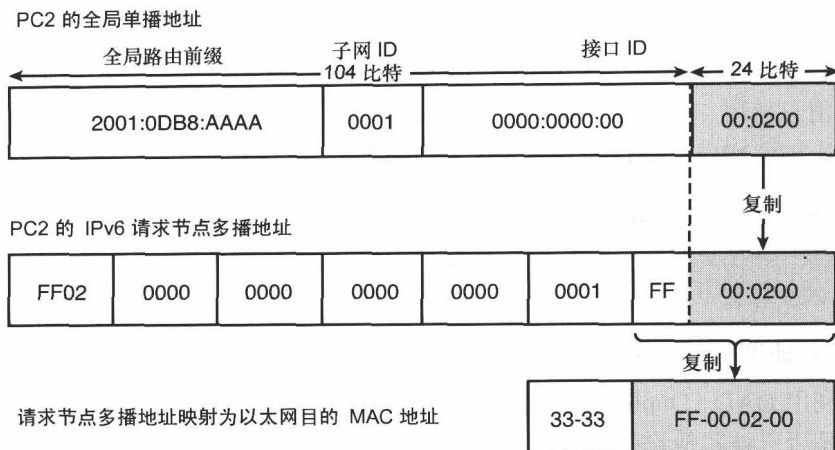 PC2 的全局单播地址
全局路由前缀
子网 ID
接口 ID
104 比特
24 比特
2001:0DB8:AAAA
0001
0000:0000:00
00:0200
复制
PC2 的 IPv6 请求节点多播地址
FF02
0000
0000
0000
0000
0001
FF
00:0200
复制
请求节点多播地址映射为以太网目的 MAC 地址
33-33
FF-00-02-00